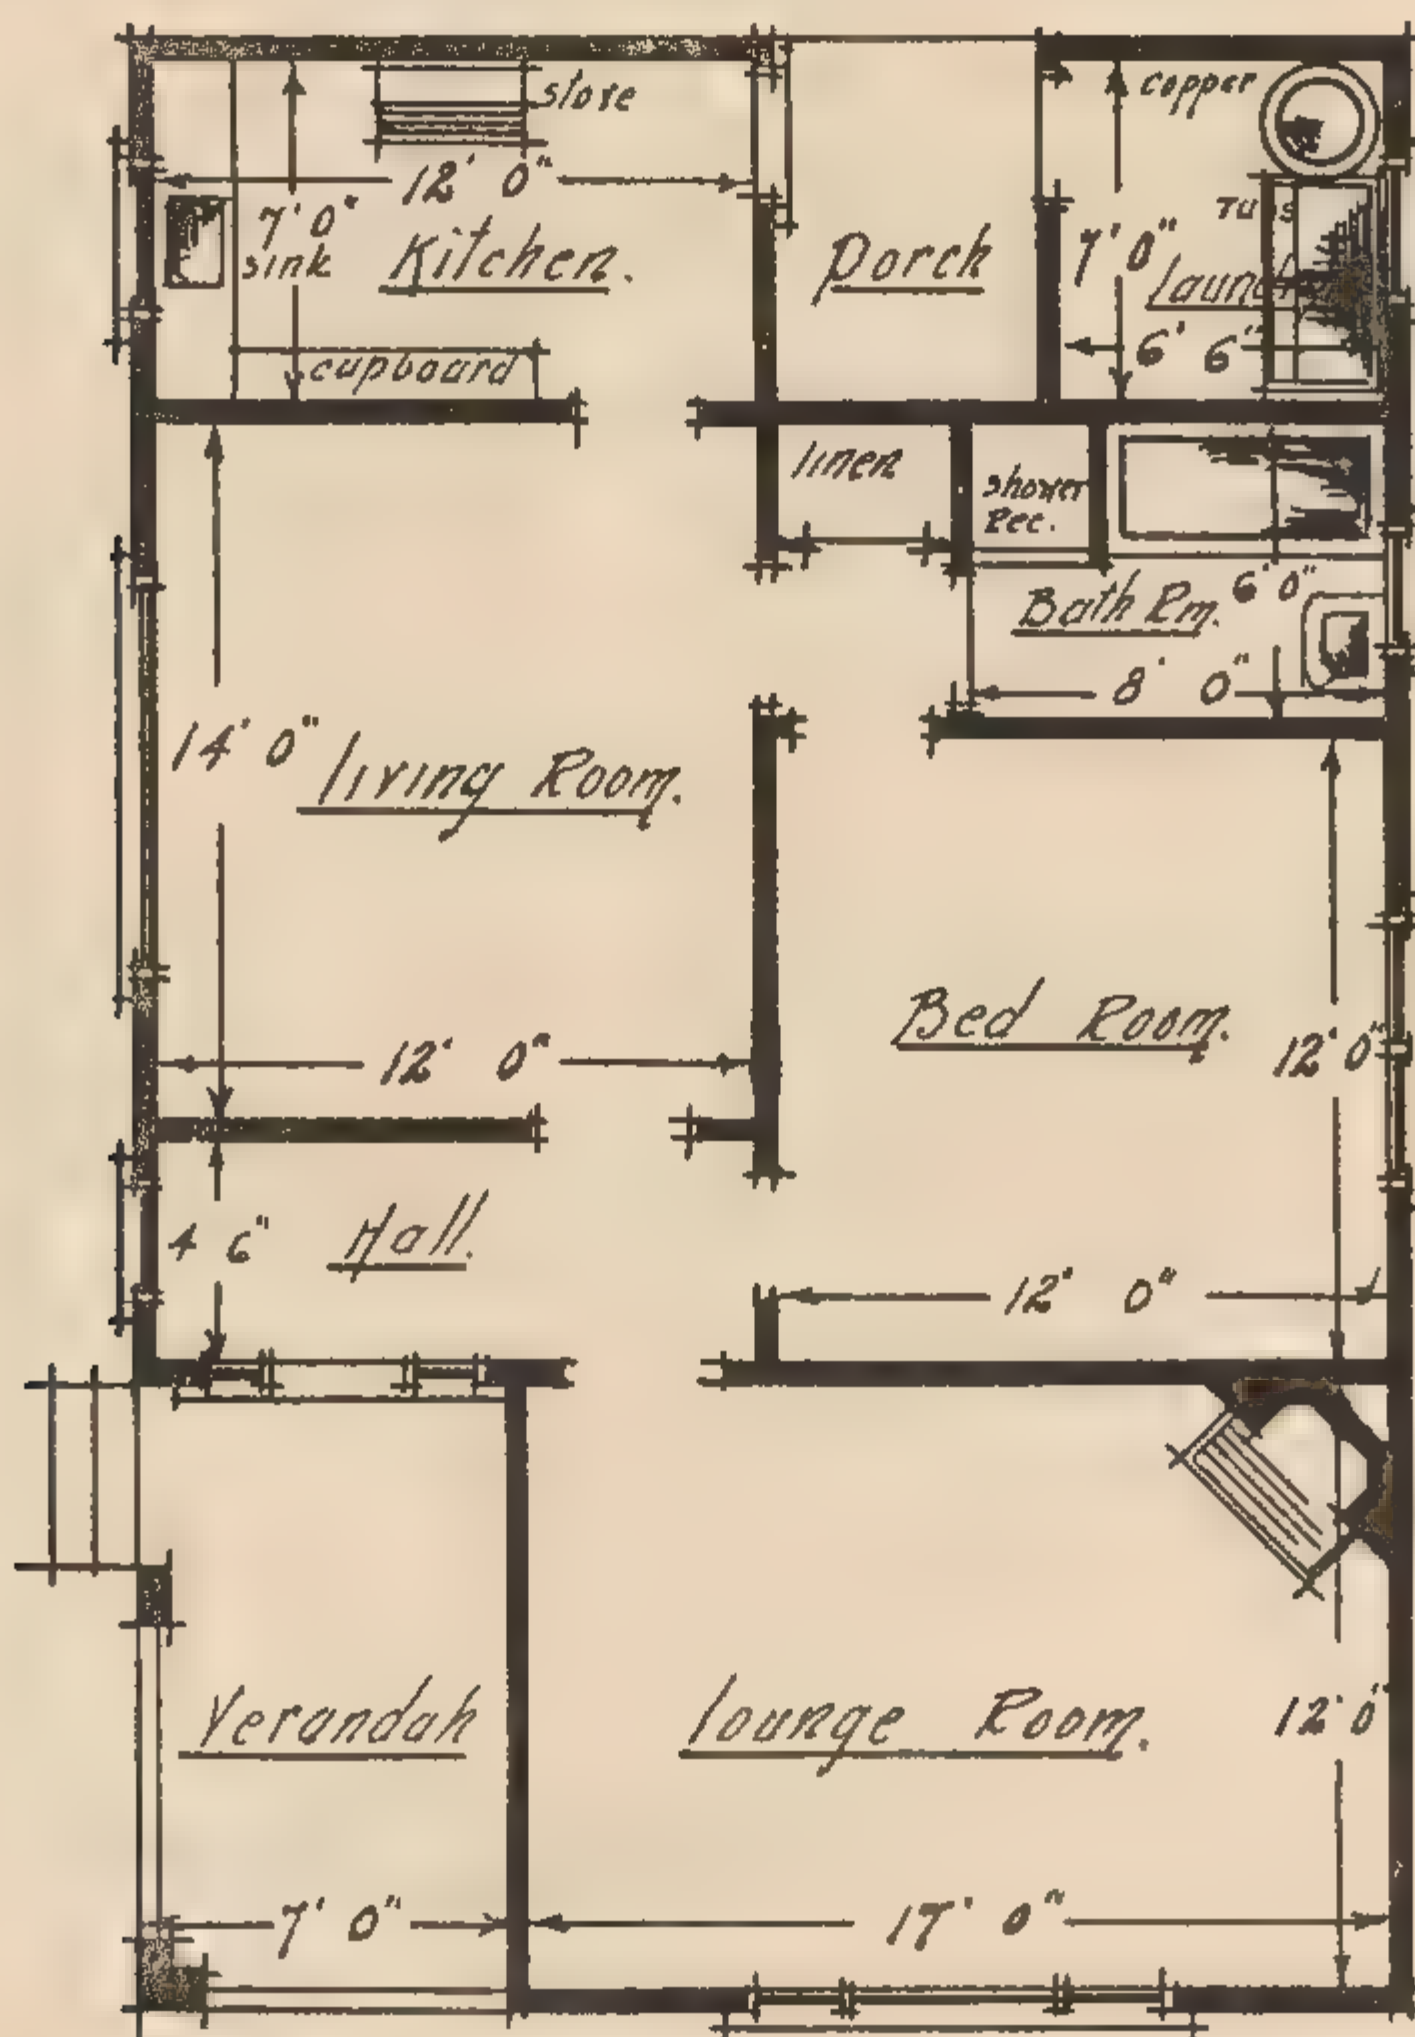 stove
copper
12' 0"
7' 0"
sink
Kitchen.
Porch
Tubs
7' 0"
6' 6"
cupboard
linen
shower
Rec.
Bath Rm.
6' 0"
8' 0"
14' 0"
living Room.
Bed Room.
12' 0"
12' 0"
4 6"
Hall.
12' 0"
Verandah
lounge Room.
12' 0"
7' 0"
17' 0"